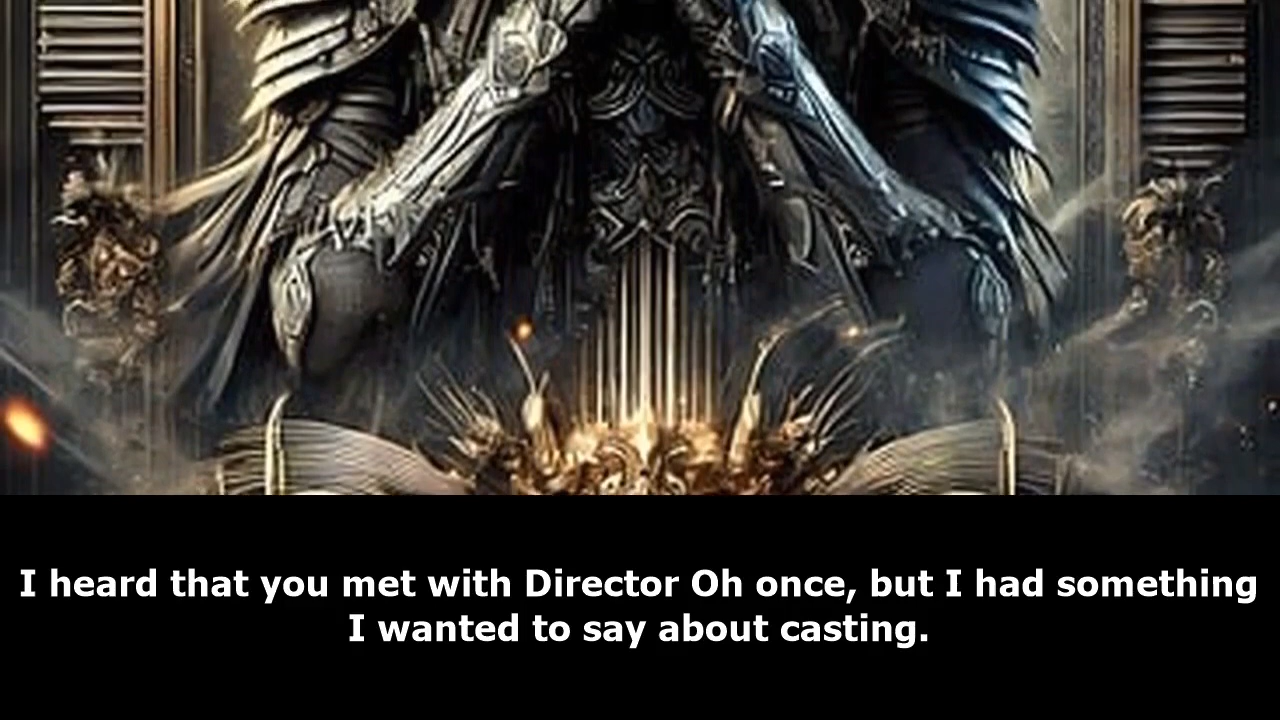 I heard that you met with Director Oh once, but I had something
I wanted to say about casting.